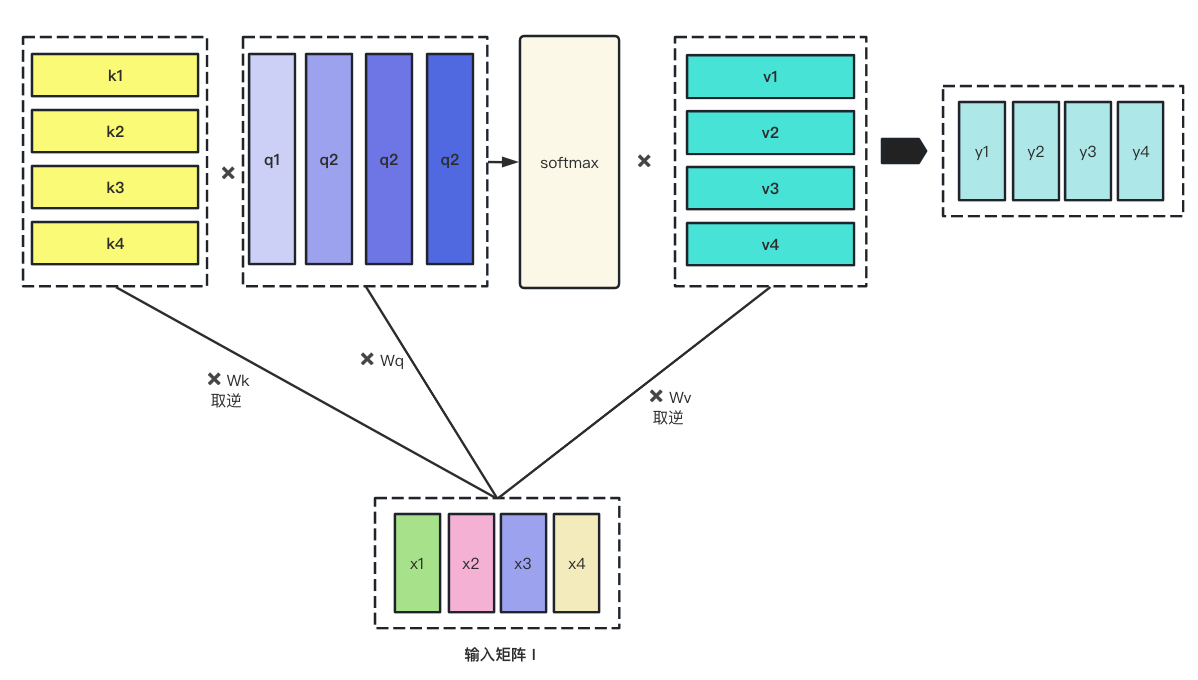 k1
k2
k3
k4
×
q1
q2
q2
q2
softmax
×
v1
v2
v3
v4
y1
y2
y3
y4
× Wk
取逆
× Wq
× Wv
取逆
x1
x2
x3
x4
输入矩阵 I